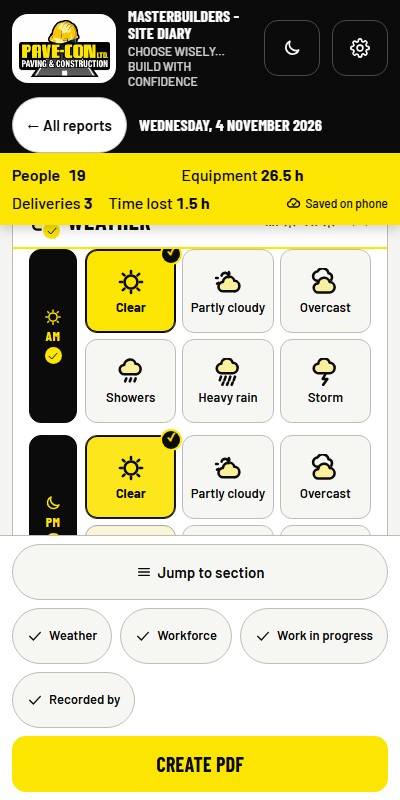 PAVE-CON LTD.
PAVING & CONSTRUCTION
MASTERBUILDERS -
SITE DIARY
CHOOSE WISELY...
BUILD WITH
CONFIDENCE
← All reports
WEDNESDAY, 4 NOVEMBER 2026
People 19
Equipment 26.5 h
Deliveries 3
Time lost 1.5 h
Saved on phone
WEATHER
AM
Clear
Partly cloudy
Overcast
Showers
Heavy rain
Storm
PM
Clear
Partly cloudy
Overcast
Jump to section
Weather
Workforce
Work in progress
Recorded by
CREATE PDF